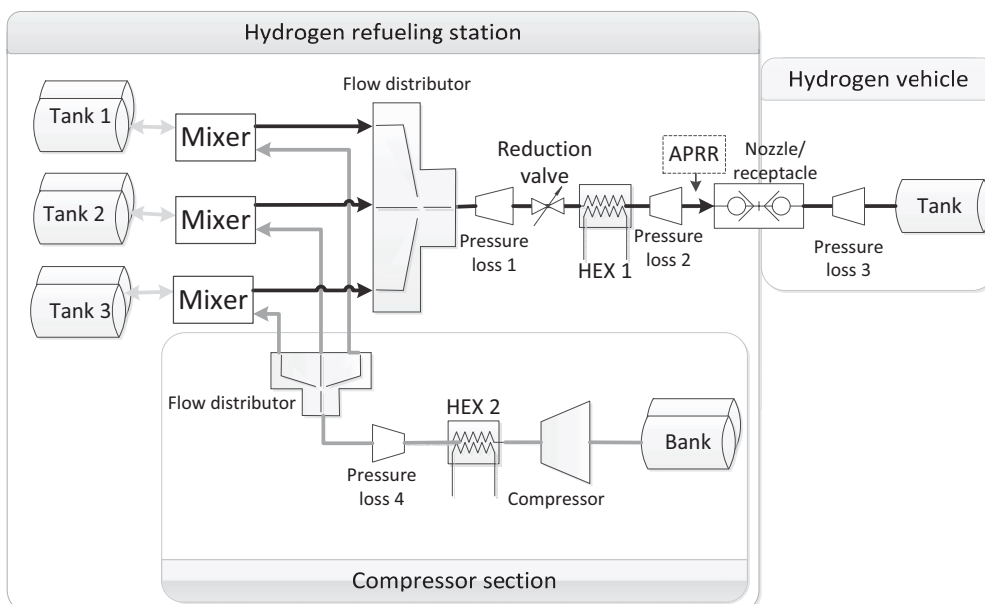 Hydrogen refueling station
Hydrogen vehicle
Flow distributor
Tank 1
Mixer
Tank 2
Mixer
Tank 3
Mixer
Reduction
valve
APRR
Nozzle/
receptacle
Pressure
loss 1
HEX 1
Pressure
loss 2
Pressure
loss 3
Tank
Flow distributor
HEX 2
Pressure
loss 4
Compressor
Bank
Compressor section